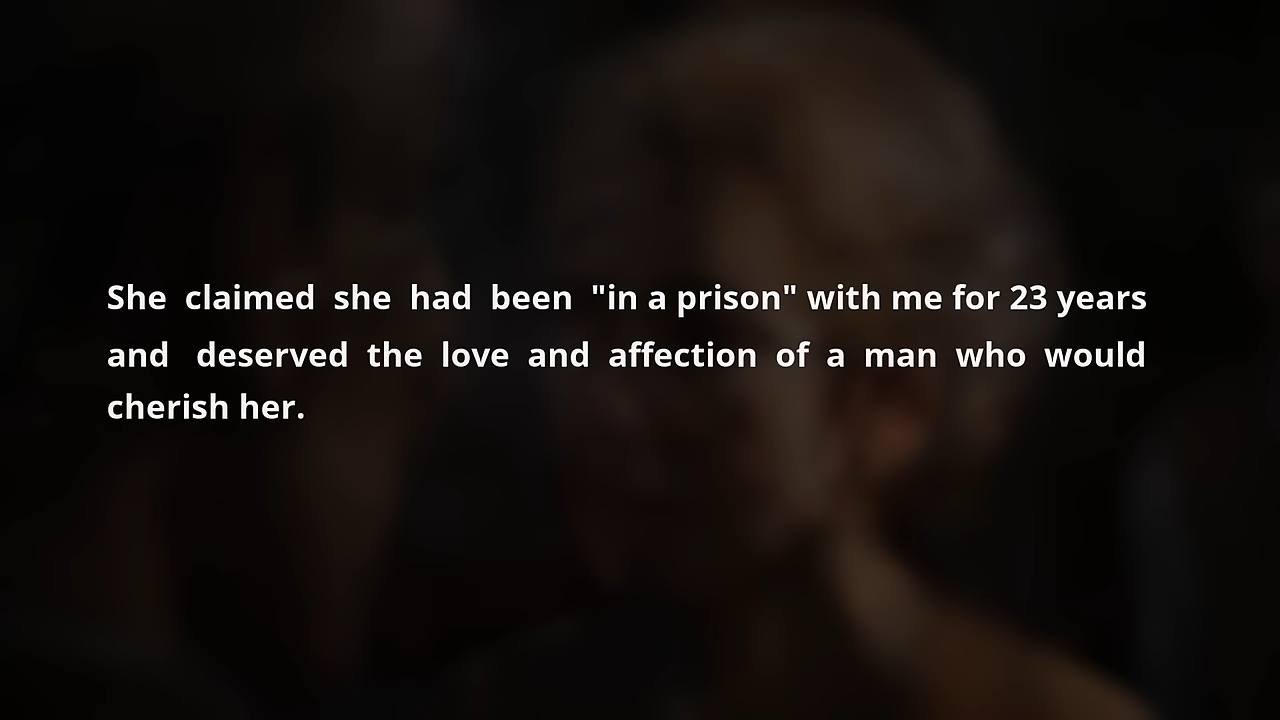 She claimed she had been "in a prison" with me for 23 years
and deserved the love and affection of a man who would
cherish her.